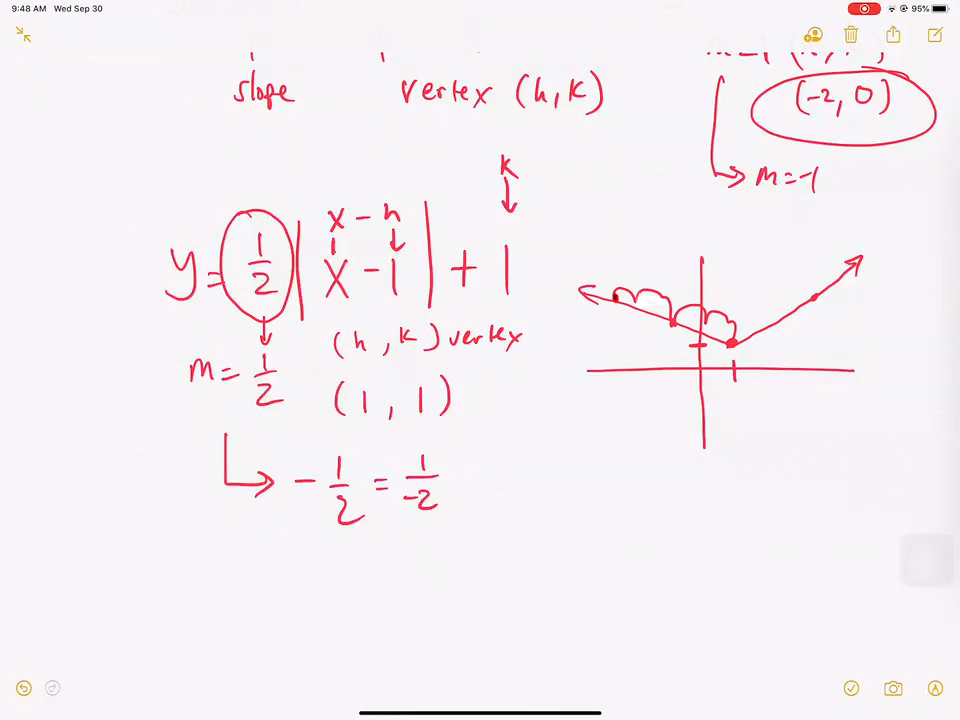 9:48 AM Wed Sep 30
95%
slope
vertex (h, k)
(-2, 0)
m = -1
k
x - h
y = 1/2 | x - 1 | + 1
(h, k) vertex
m = 1/2
(1, 1)
- 1/2 = 1/-2